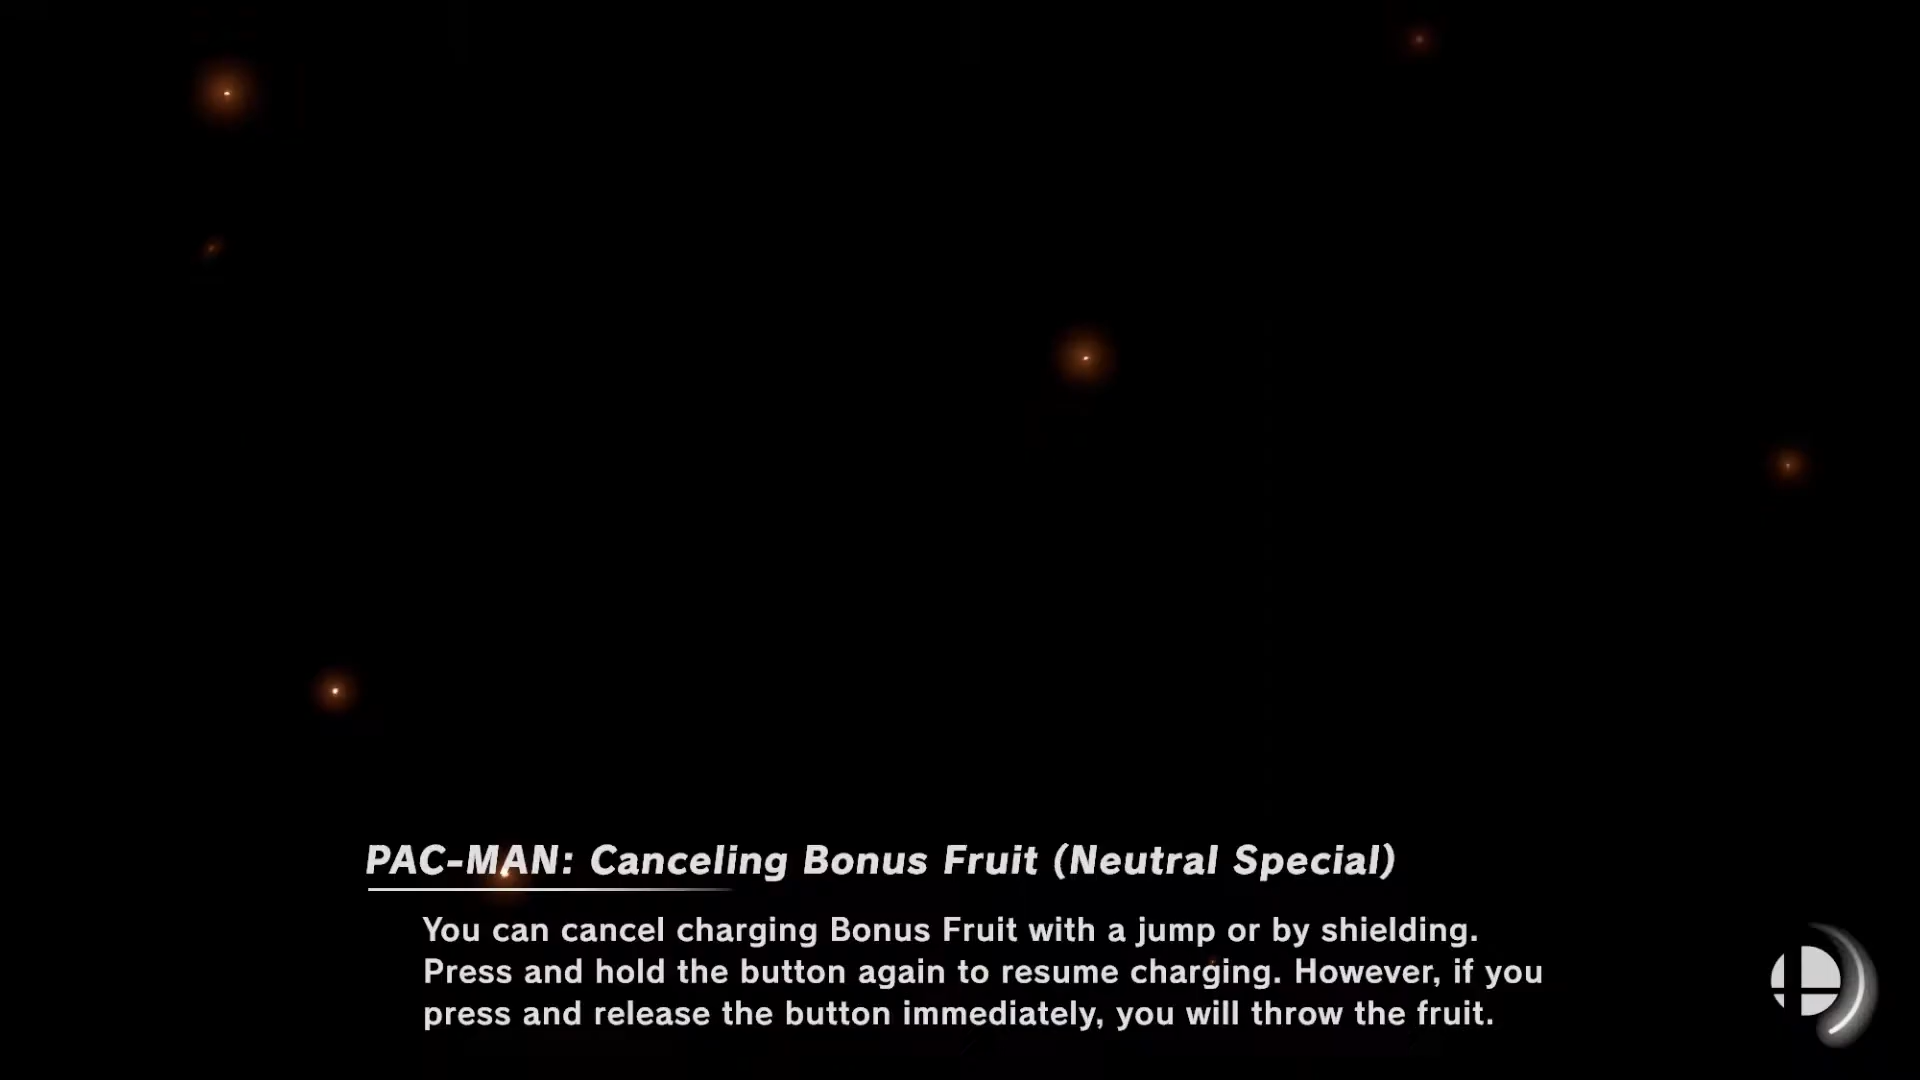 PAC-MAN: Canceling Bonus Fruit (Neutral Special)
You can cancel charging Bonus Fruit with a jump or by shielding.
Press and hold the button again to resume charging. However, if you
press and release the button immediately, you will throw the fruit.